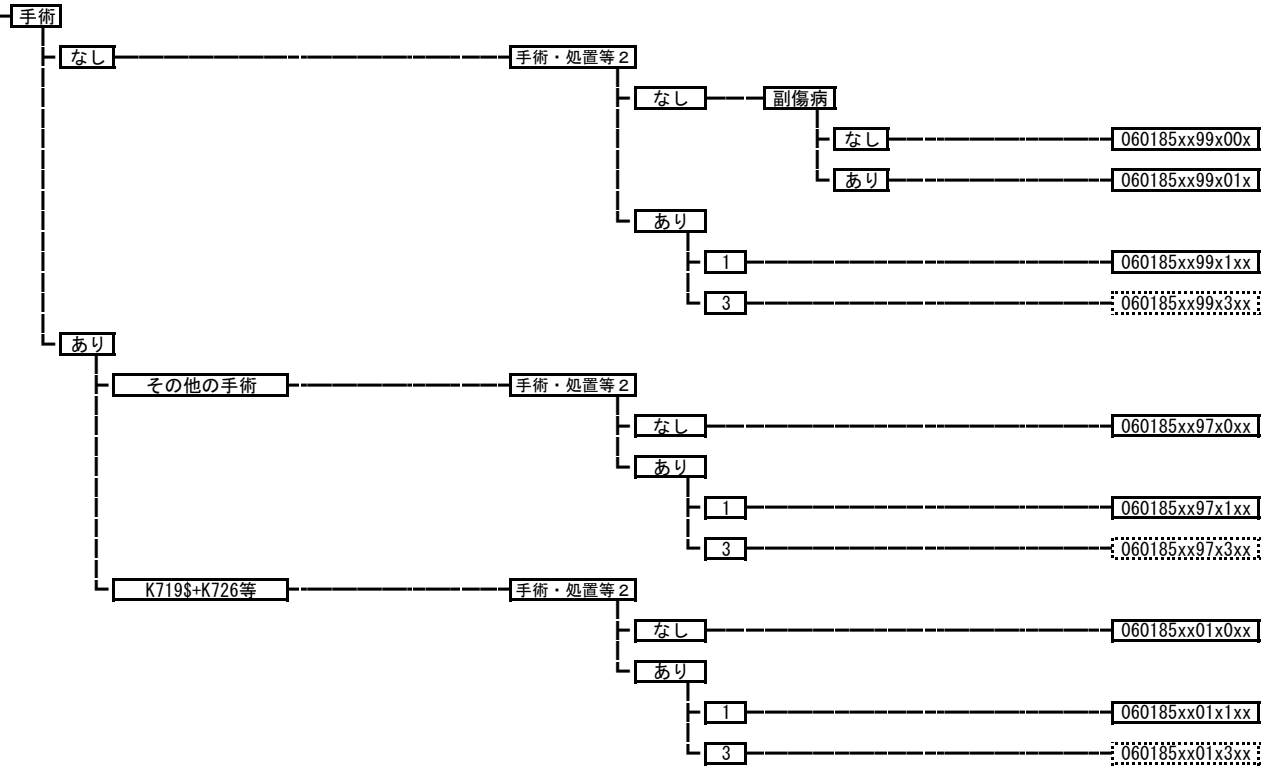 手術
なし 手術・処置等２
なし 副傷病
なし 060185xx99x00x
あり 060185xx99x01x
あり
1 060185xx99x1xx
3 060185xx99x3xx
あり
その他の手術 手術・処置等２
なし 060185xx97x0xx
あり
1 060185xx97x1xx
3 060185xx97x3xx
K719$+K726等 手術・処置等２
なし 060185xx01x0xx
あり
1 060185xx01x1xx
3 060185xx01x3xx